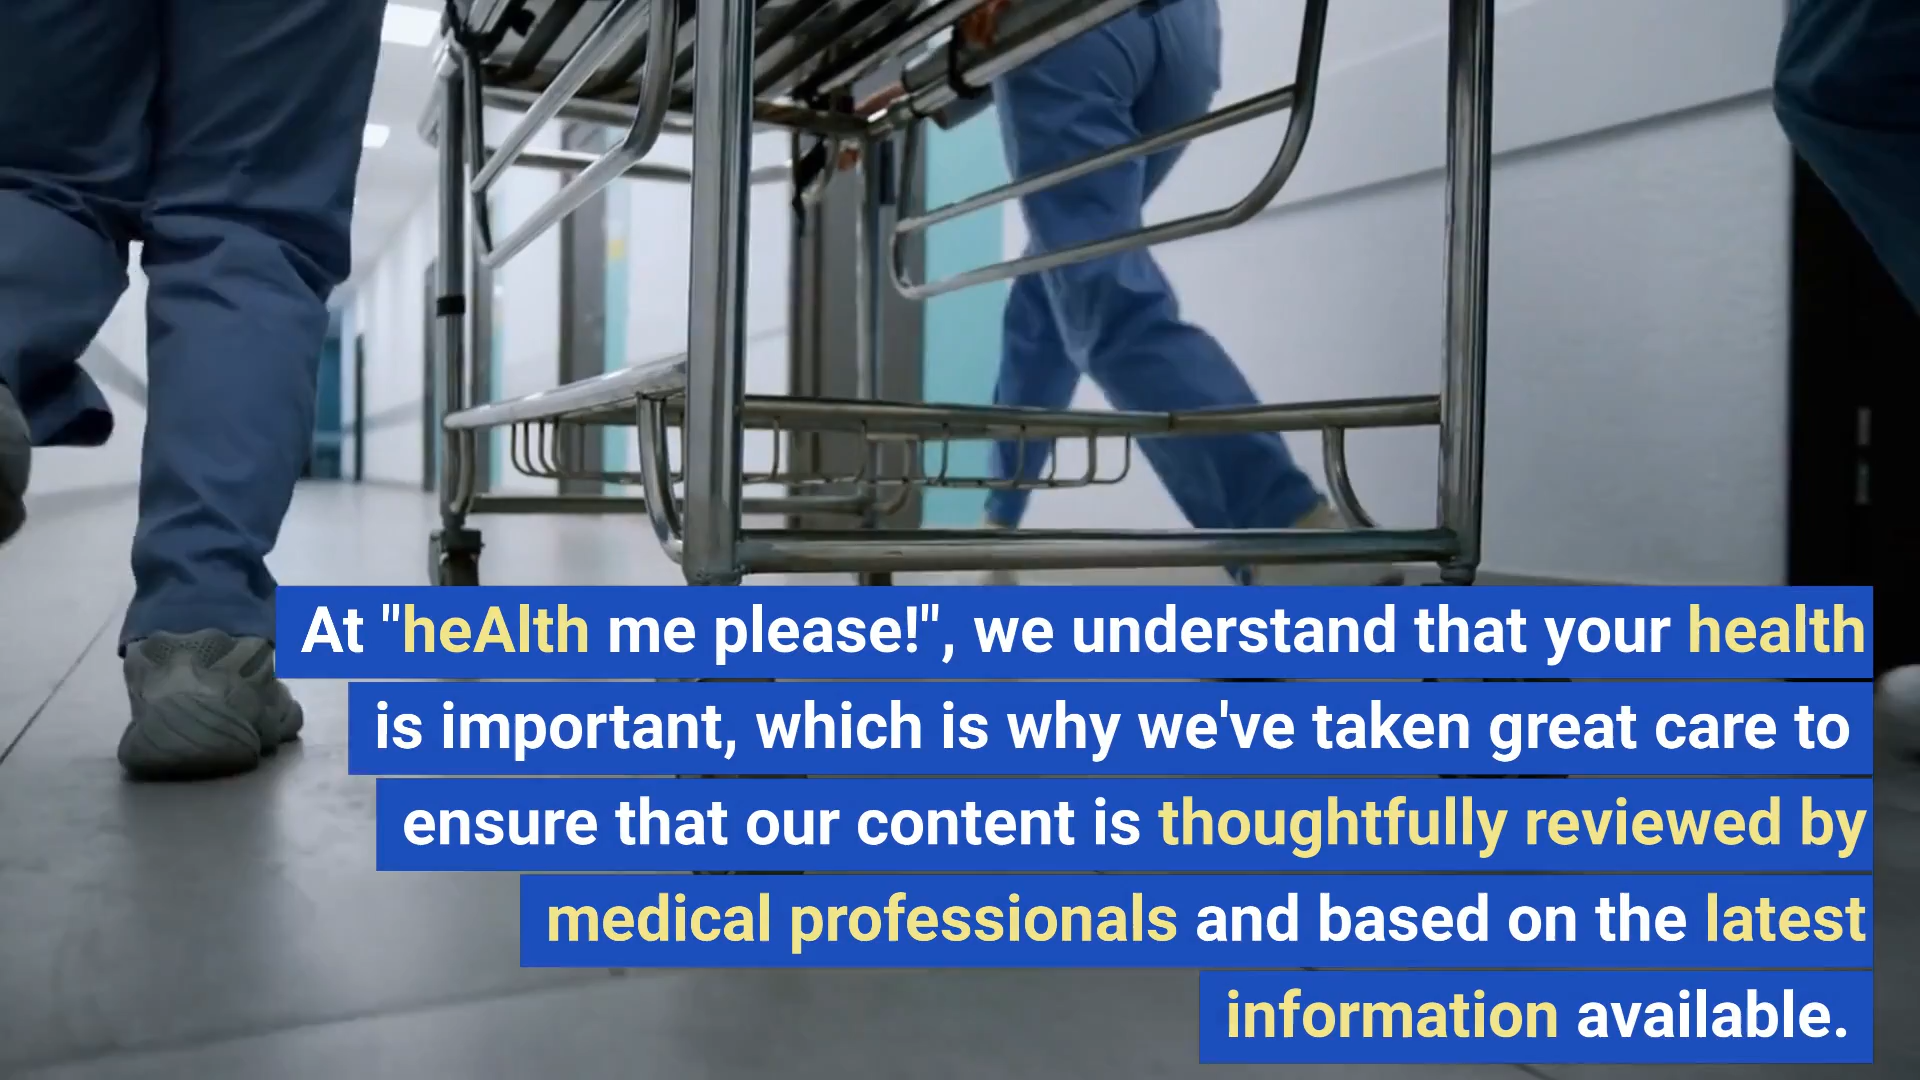 At "heAlth me please!", we understand that your health
is important, which is why we've taken great care to
ensure that our content is thoughtfully reviewed by
medical professionals and based on the latest
information available.